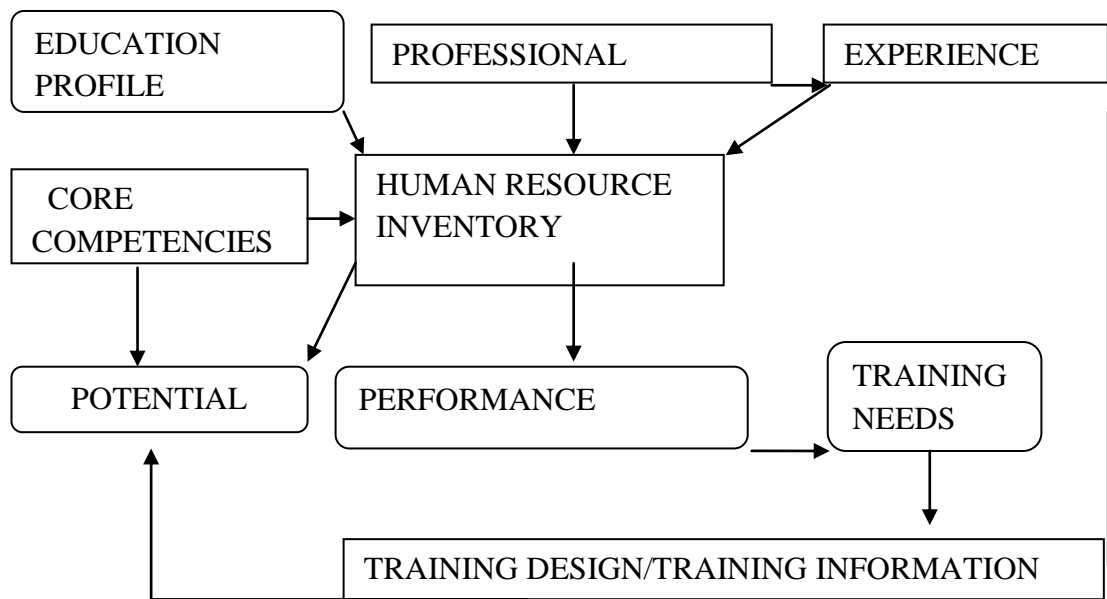 EDUCATION
PROFILE
PROFESSIONAL
EXPERIENCE
CORE
COMPETENCIES
HUMAN RESOURCE
INVENTORY
POTENTIAL
PERFORMANCE
TRAINING
NEEDS
TRAINING DESIGN/TRAINING INFORMATION